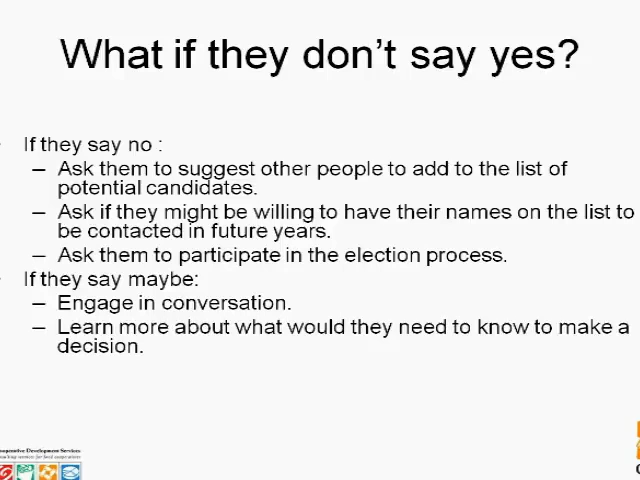 What if they don't say yes?
If they say no :
– Ask them to suggest other people to add to the list of
potential candidates.
– Ask if they might be willing to have their names on the list to
be contacted in future years.
– Ask them to participate in the election process.
If they say maybe:
– Engage in conversation.
– Learn more about what would they need to know to make a
decision.
Development Services